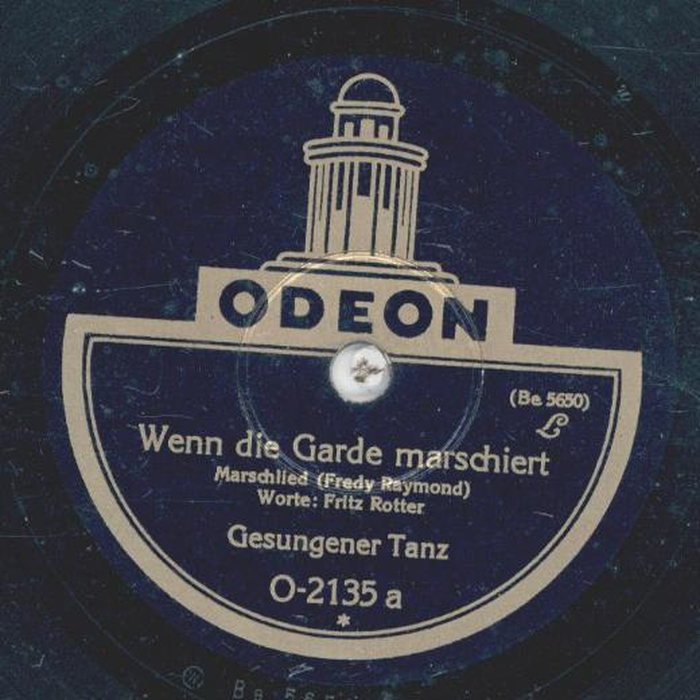 ODEON
(Be 5650)
L
Wenn die Garde marschiert
Marschlied (Fredy Raymond)
Worte: Fritz Rotter
Gesungener Tanz
O-2135 a
*